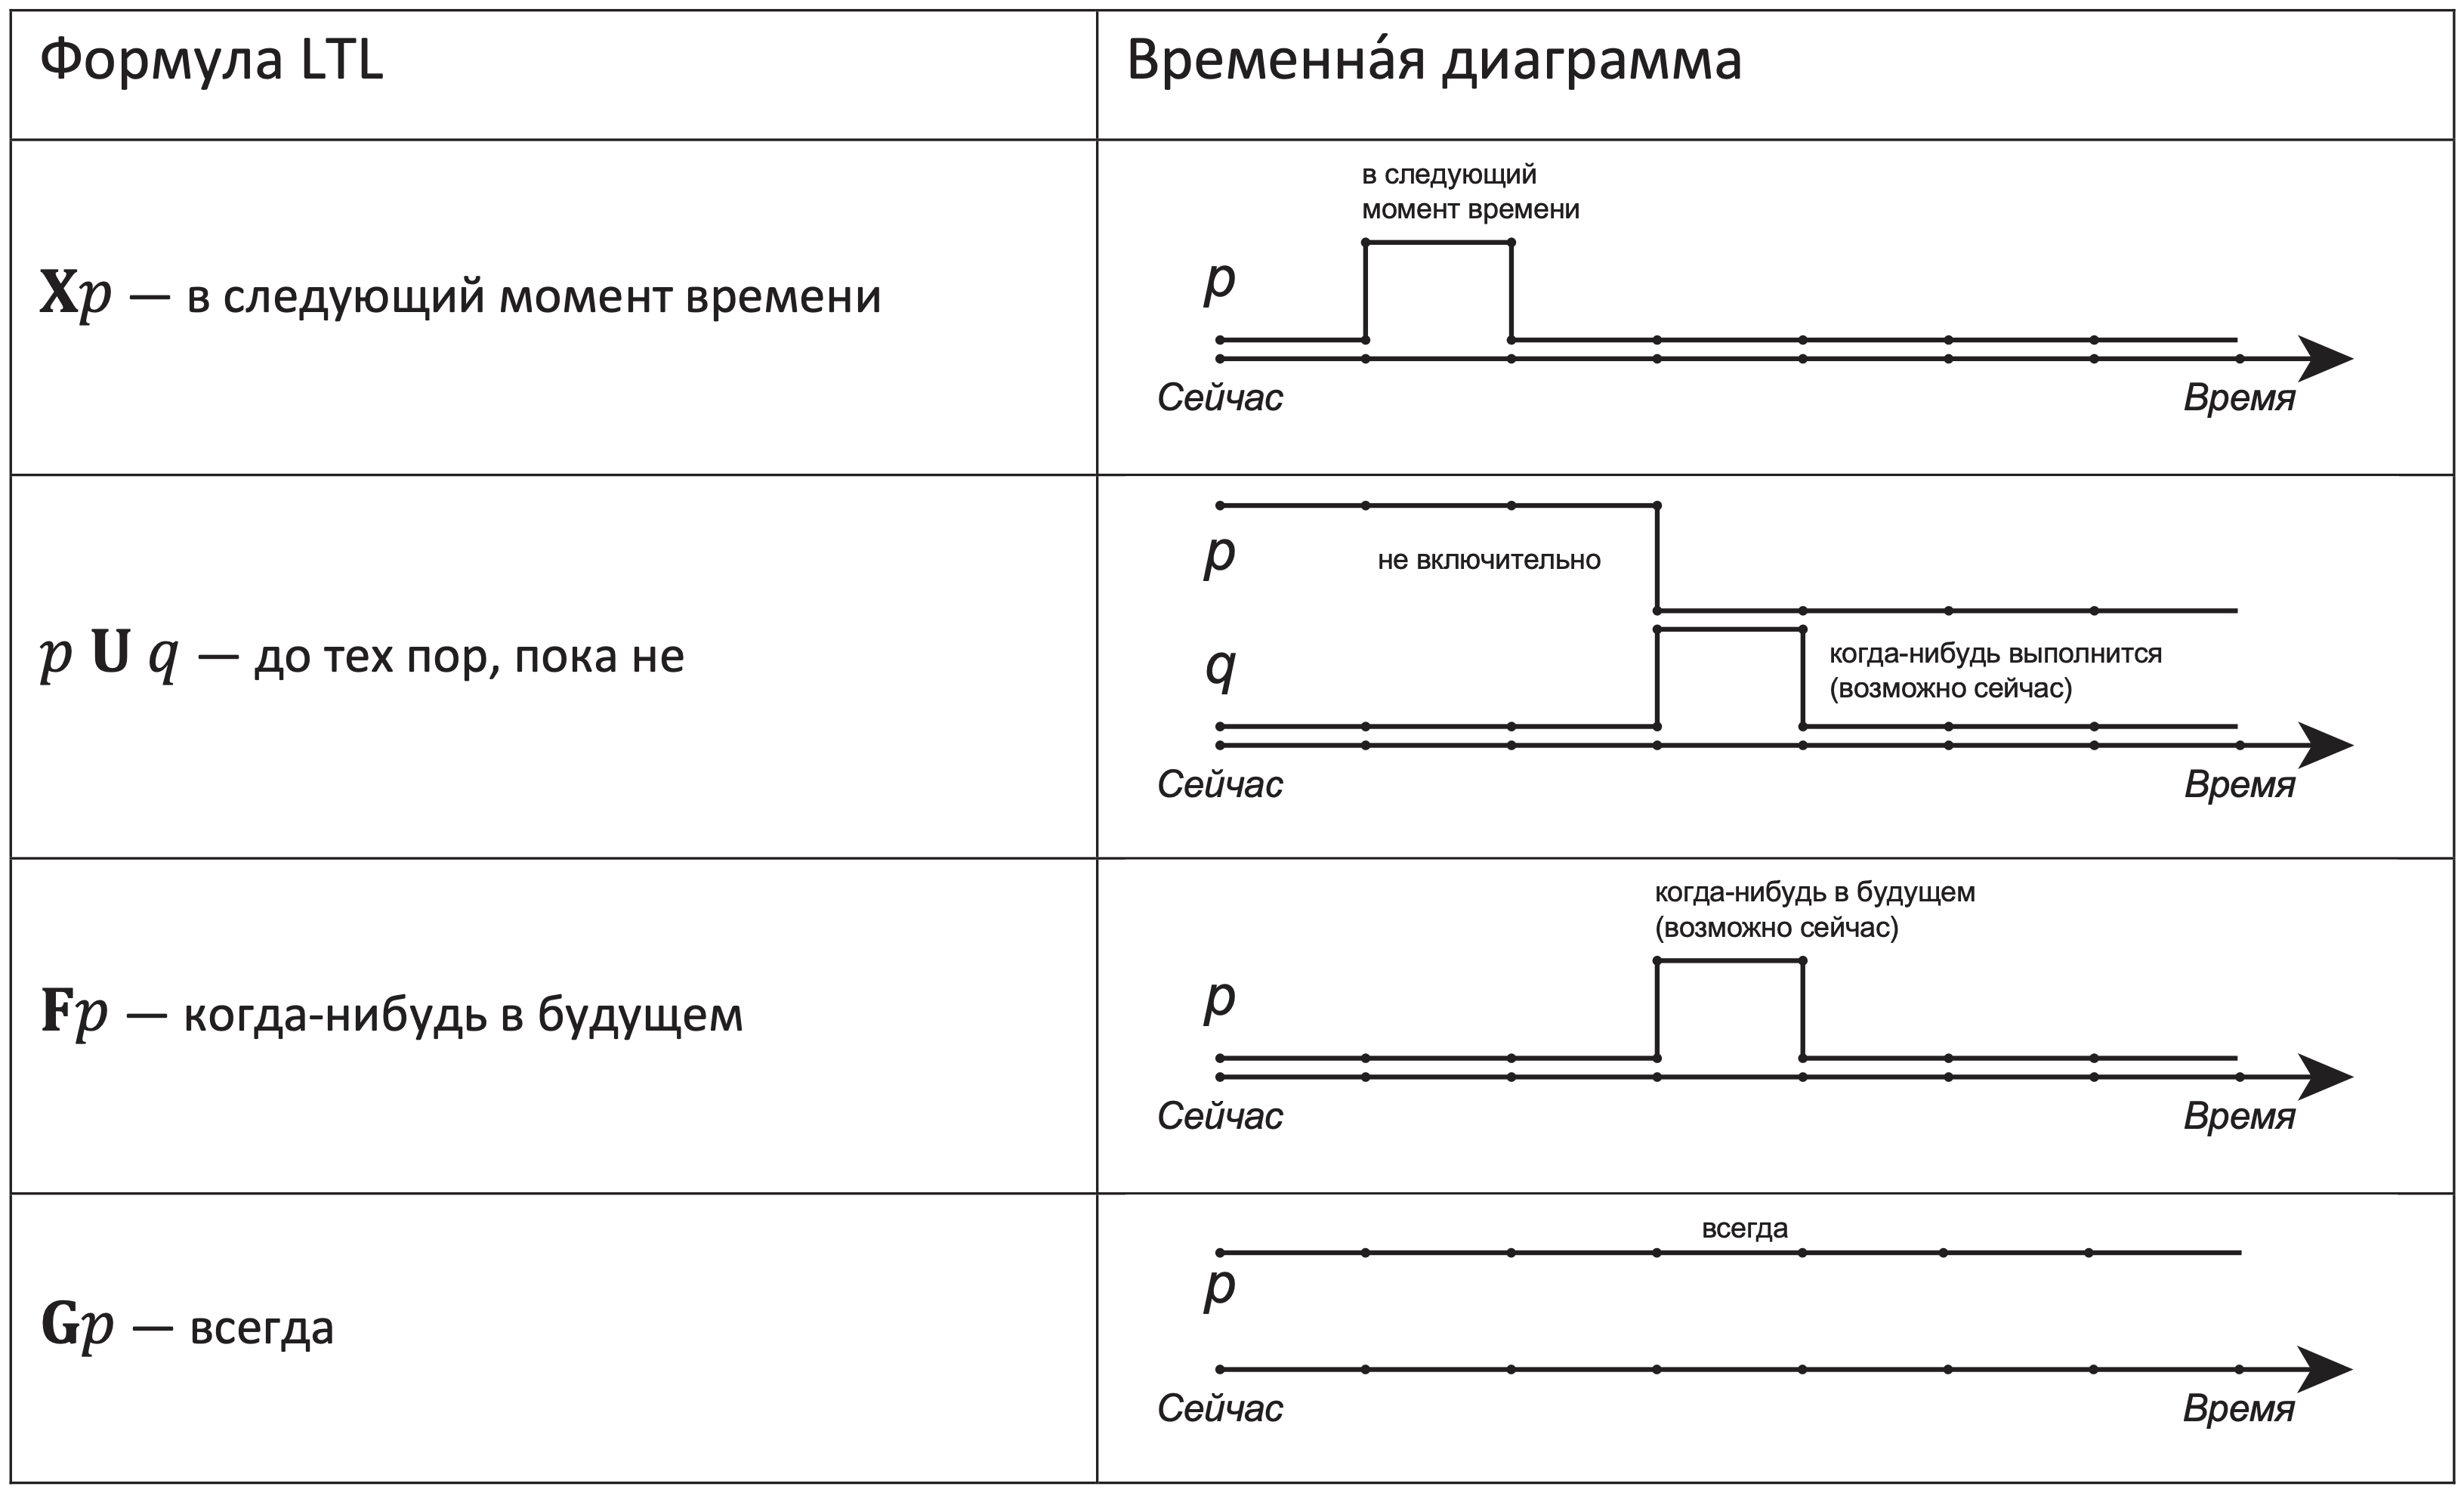 Формула LTL
Временна́я диаграмма
Xp — в следующий момент времени
в следующий
момент времени
p
Сейчас
Время
p U q — до тех пор, пока не
p
не включительно
q
когда-нибудь выполнится
(возможно сейчас)
Сейчас
Время
Fp — когда-нибудь в будущем
когда-нибудь в будущем
(возможно сейчас)
p
Сейчас
Время
Gp — всегда
всегда
p
Сейчас
Время